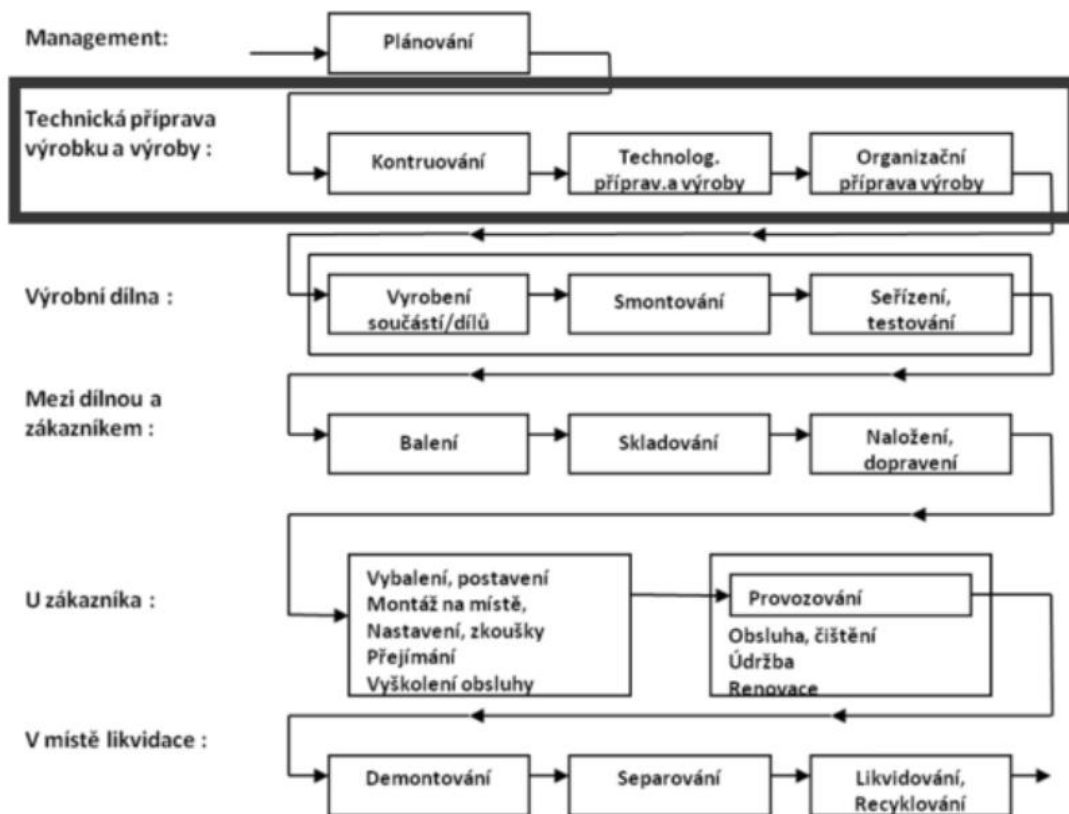 Management:
Plánování
Technická příprava
výrobku a výroby :
Kontruování
Technolog.
příprav.a výroby
Organizační
příprava výroby
Výrobní dílna :
Vyrobení
součástí/dílů
Smontování
Seřízení,
testování
Mezi dílnou a
zákazníkem :
Balení
Skladování
Naložení,
dopravení
U zákazníka :
Vybalení, postavení
Montáž na místě,
Nastavení, zkoušky
Přejímání
Vyškolení obsluhy
Provozování
Obsluha, čištění
Údržba
Renovace
V místě likvidace :
Demontování
Separování
Likvidování,
Recyklování